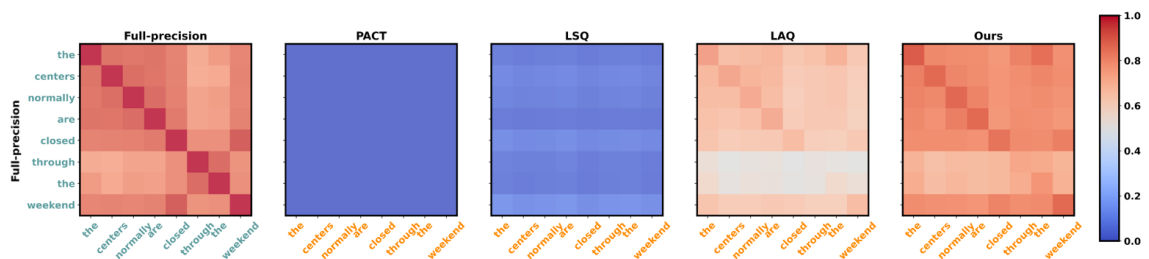 Full-precision PACT LSQ LAQ Ours
Full-precision
the
centers
normally
are
closed
through
the
weekend
the centers normally are closed through the weekend
the centers normally are closed through the weekend
the centers normally are closed through the weekend
the centers normally are closed through the weekend
the centers normally are closed through the weekend
1.0
0.8
0.6
0.4
0.2
0.0